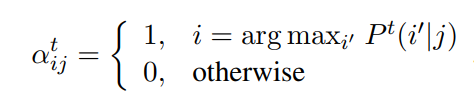 α^t_{ij} = { 1, i = arg max_{i'} P^t(i'|j)
0, otherwise